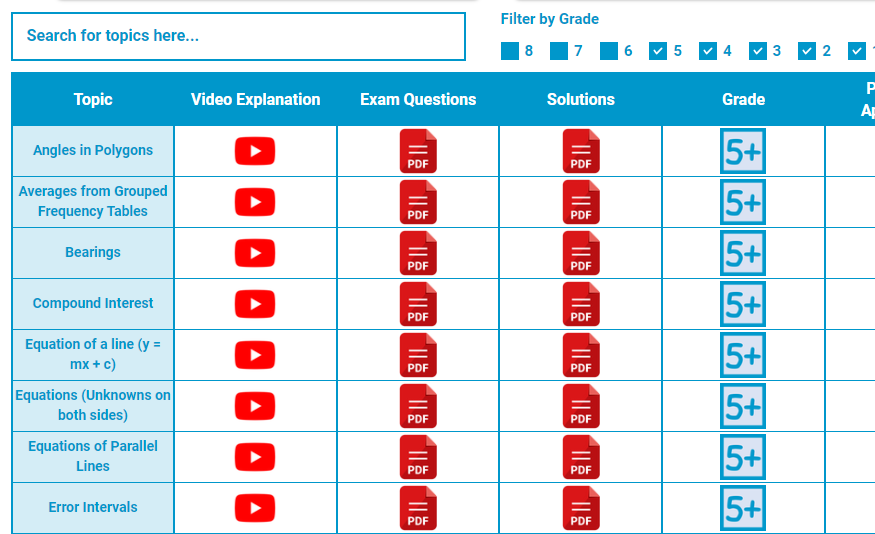 Search for topics here...
Filter by Grade
8 7 6 5 4 3 2
Topic Video Explanation Exam Questions Solutions Grade
Angles in Polygons PDF PDF 5+
Averages from Grouped
Frequency Tables PDF PDF 5+
Bearings PDF PDF 5+
Compound Interest PDF PDF 5+
Equation of a line (y =
mx + c) PDF PDF 5+
Equations (Unknowns on
both sides) PDF PDF 5+
Equations of Parallel
Lines PDF PDF 5+
Error Intervals PDF PDF 5+